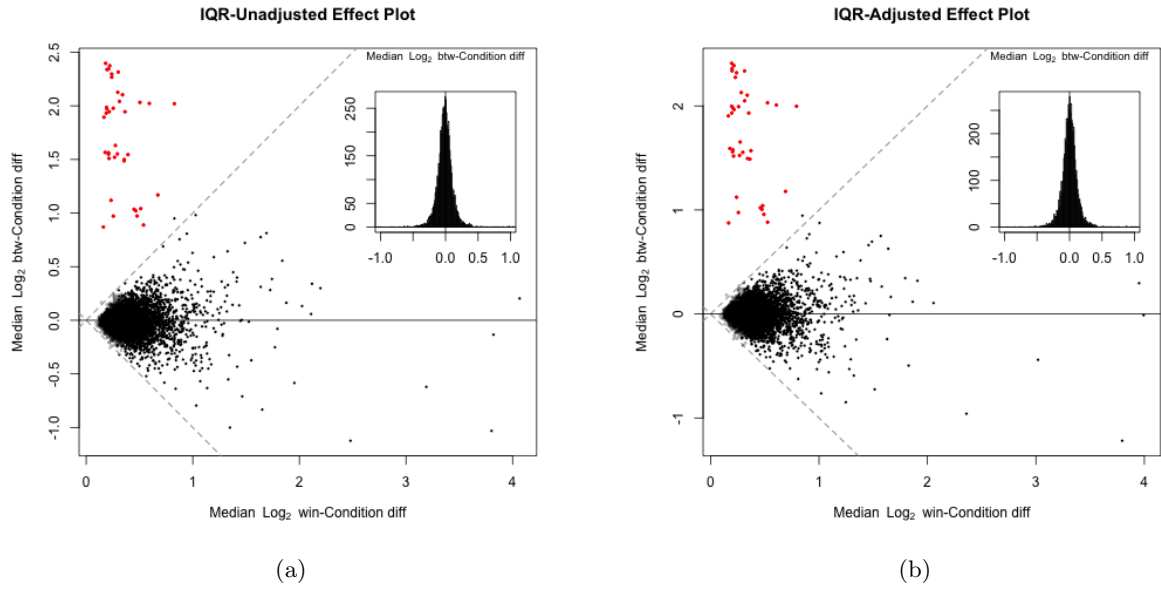 IQR-Unadjusted Effect Plot
Median Log2 btw-Condition diff
2.5
2.0
1.5
1.0
0.5
0.0
-0.5
-1.0
Median Log2 btw-Condition diff
250
150
50
0
-1.0 0.0 0.5 1.0
0 1 2 3 4
Median Log2 win-Condition diff
(a)
IQR-Adjusted Effect Plot
Median Log2 btw-Condition diff
2
1
0
-1
Median Log2 btw-Condition diff
200
100
0
-1.0 0.0 0.5 1.0
0 1 2 3 4
Median Log2 win-Condition diff
(b)